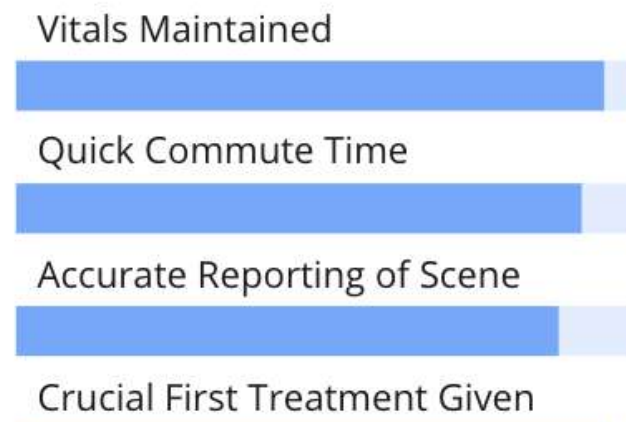 Vitals Maintained
Quick Commute Time
Accurate Reporting of Scene
Crucial First Treatment Given